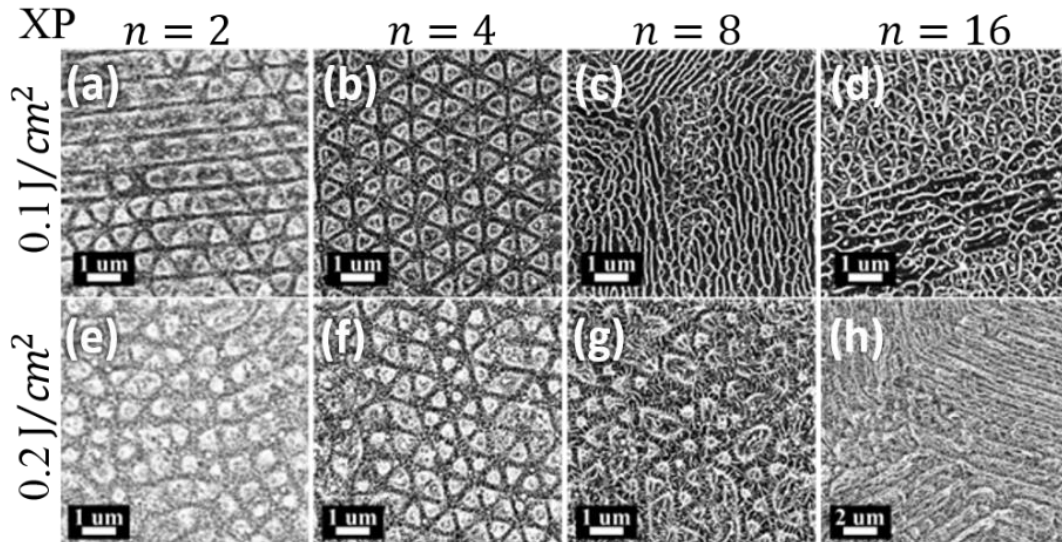 XP n = 2 n = 4 n = 8 n = 16
0.1 J/cm²
(a) (b) (c) (d)
1 um 1 um 1 um 1 um
0.2 J/cm²
(e) (f) (g) (h)
1 um 1 um 1 um 2 um